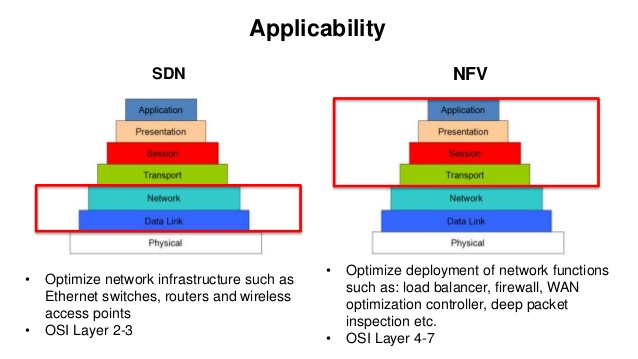 Applicability
SDN
Application
Presentation
Session
Transport
Network
Data Link
Physical
• Optimize network infrastructure such as
Ethernet switches, routers and wireless
access points
• OSI Layer 2-3
NFV
Application
Presentation
Session
Transport
Network
Data Link
Physical
• Optimize deployment of network functions
such as: load balancer, firewall, WAN
optimization controller, deep packet
inspection etc.
• OSI Layer 4-7